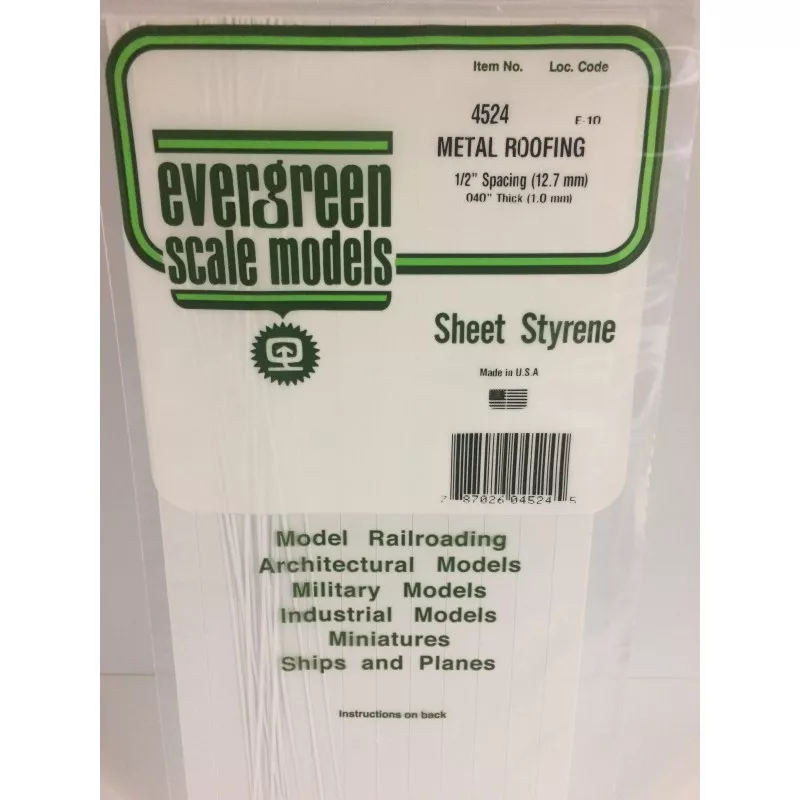 Item No. Loc. Code
4524 F-10
METAL ROOFING
1/2" Spacing (12.7 mm)
.040" Thick (1.0 mm)
evergreen
scale models
Sheet Styrene
Made in U.S.A
7 87026 04524 5
Model Railroading
Architectural Models
Military Models
Industrial Models
Miniatures
Ships and Planes
Instructions on back